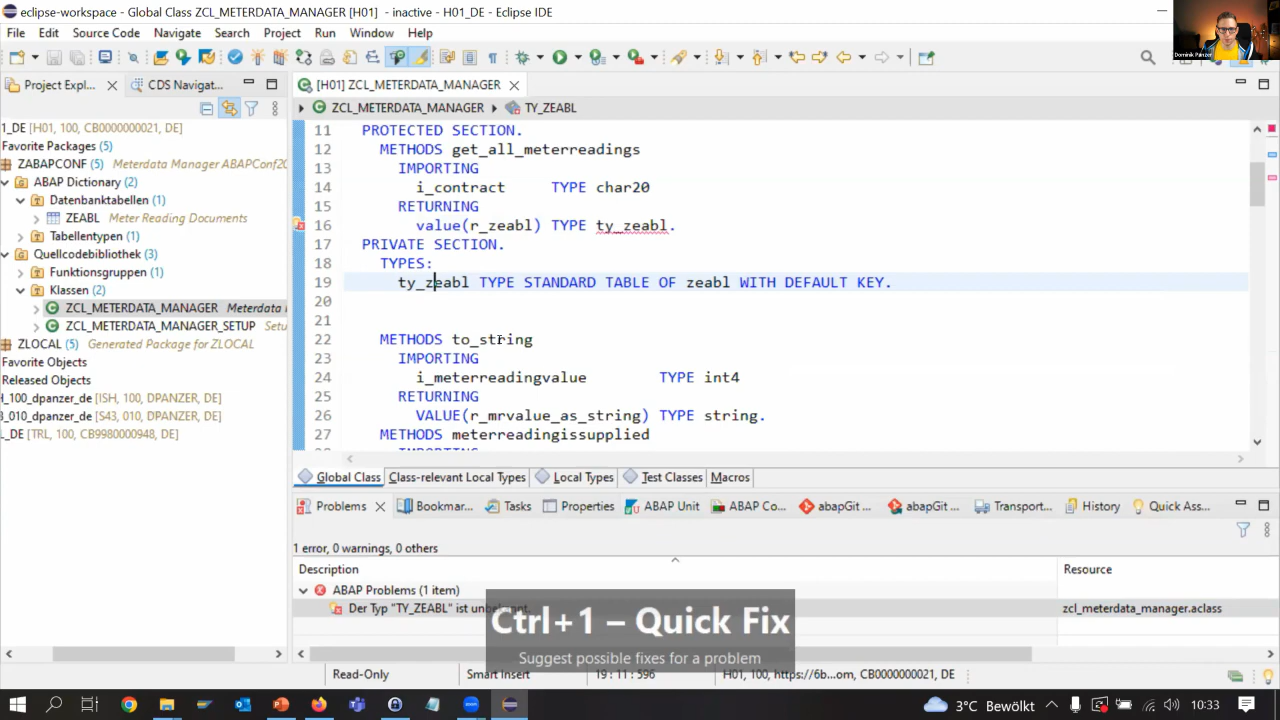 eclipse-workspace - Global Class ZCL_METERDATA_MANAGER [H01] - inactive - H01_DE - Eclipse IDE
Dominik Panzer
File Edit Source Code Navigate Search Project Run Window Help
Project Expl... CDS Navigat...
[H01] ZCL_METERDATA_MANAGER
ZCL_METERDATA_MANAGER TY_ZEABL
1_DE [H01, 100, CB0000000021, DE]
Favorite Packages (5)
ZABAPCONF (5) Meterdata Manager ABAPConf20
ABAP Dictionary (2)
Datenbanktabellen (1)
ZEABL Meter Reading Documents
Tabellentypen (1)
Quellcodebibliothek (3)
Funktionsgruppen (1)
Klassen (2)
ZCL_METERDATA_MANAGER Meterdata
ZCL_METERDATA_MANAGER_SETUP Setu
ZLOCAL (5) Generated Package for ZLOCAL
Favorite Objects
Released Objects
H_100_dpanzer_de [ISH, 100, DPANZER, DE]
3_010_dpanzer_de [S43, 010, DPANZER, DE]
L_DE [TRL, 100, CB9980000948, DE]
11 PROTECTED SECTION.
12 METHODS get_all_meterreadings
13 IMPORTING
14 i_contract TYPE char20
15 RETURNING
16 value(r_zeabl) TYPE ty_zeabl.
17 PRIVATE SECTION.
18 TYPES:
19 ty_zeabl TYPE STANDARD TABLE OF zeabl WITH DEFAULT KEY.
20
21
22 METHODS to_string
23 IMPORTING
24 i_meterreadingvalue TYPE int4
25 RETURNING
26 VALUE(r_mrvalue_as_string) TYPE string.
27 METHODS meterreadingissupplied
28 IMPORTING
Global Class Class-relevant Local Types Local Types Test Classes Macros
Problems Bookmar... Tasks Properties ABAP Unit ABAP Co... abapGit ... abapGit ... Transport... History Quick Ass...
1 error, 0 warnings, 0 others
Description Resource
ABAP Problems (1 item)
Der Typ "TY_ZEABL" ist zcl_meterdata_manager.aclass
Ctrl+1 – Quick Fix
Suggest possible fixes for a problem
Read-Only Smart Insert 19 : 11 : 596 H01, 100, https://6b...om, CB0000000021, DE
3°C Bewölkt 10:33